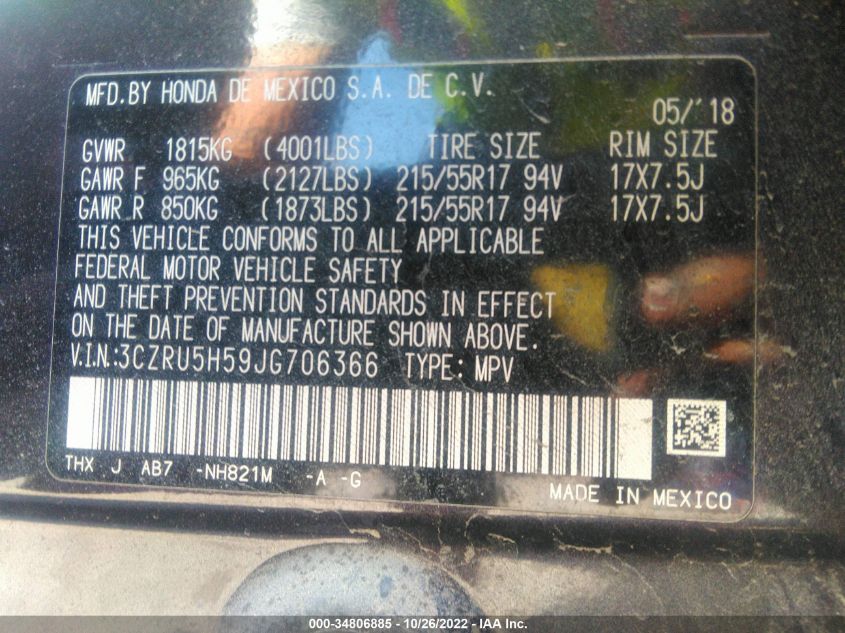 MFD.BY HONDA DE MEXICO S.A. DE C.V.
05/'18
GVWR 1815KG (4001LBS) TIRE SIZE RIM SIZE
GAWR F 965KG (2127LBS) 215/55R17 94V 17X7.5J
GAWR R 850KG (1873LBS) 215/55R17 94V 17X7.5J
THIS VEHICLE CONFORMS TO ALL APPLICABLE
FEDERAL MOTOR VEHICLE SAFETY
AND THEFT PREVENTION STANDARDS IN EFFECT
ON THE DATE OF MANUFACTURE SHOWN ABOVE.
V.I.N:3CZRU5H59JG706366 TYPE: MPV
THX J AB7 -NH821M -A -G
MADE IN MEXICO
000-34806885 - 10/26/2022 - IAA Inc.